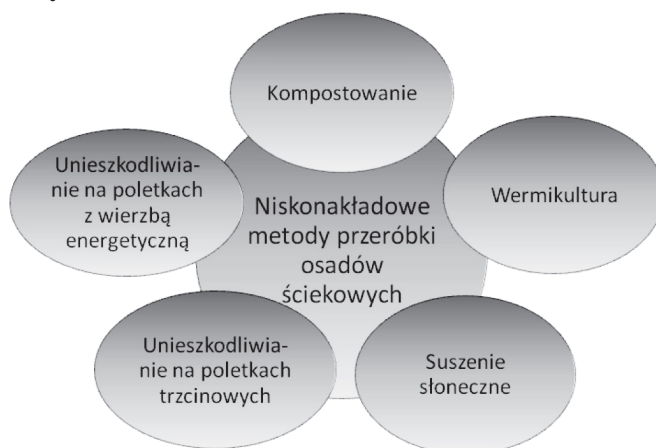 Kompostowanie
Wermikultura
Suszenie
słoneczne
Unieszkodliwia-
nie na poletkach
trzcinowych
Unieszkodliwia-
nie na poletkach
z wierzbą
energetyczną
Niskonakładowe
metody przeróbki
osadów
ściekowych